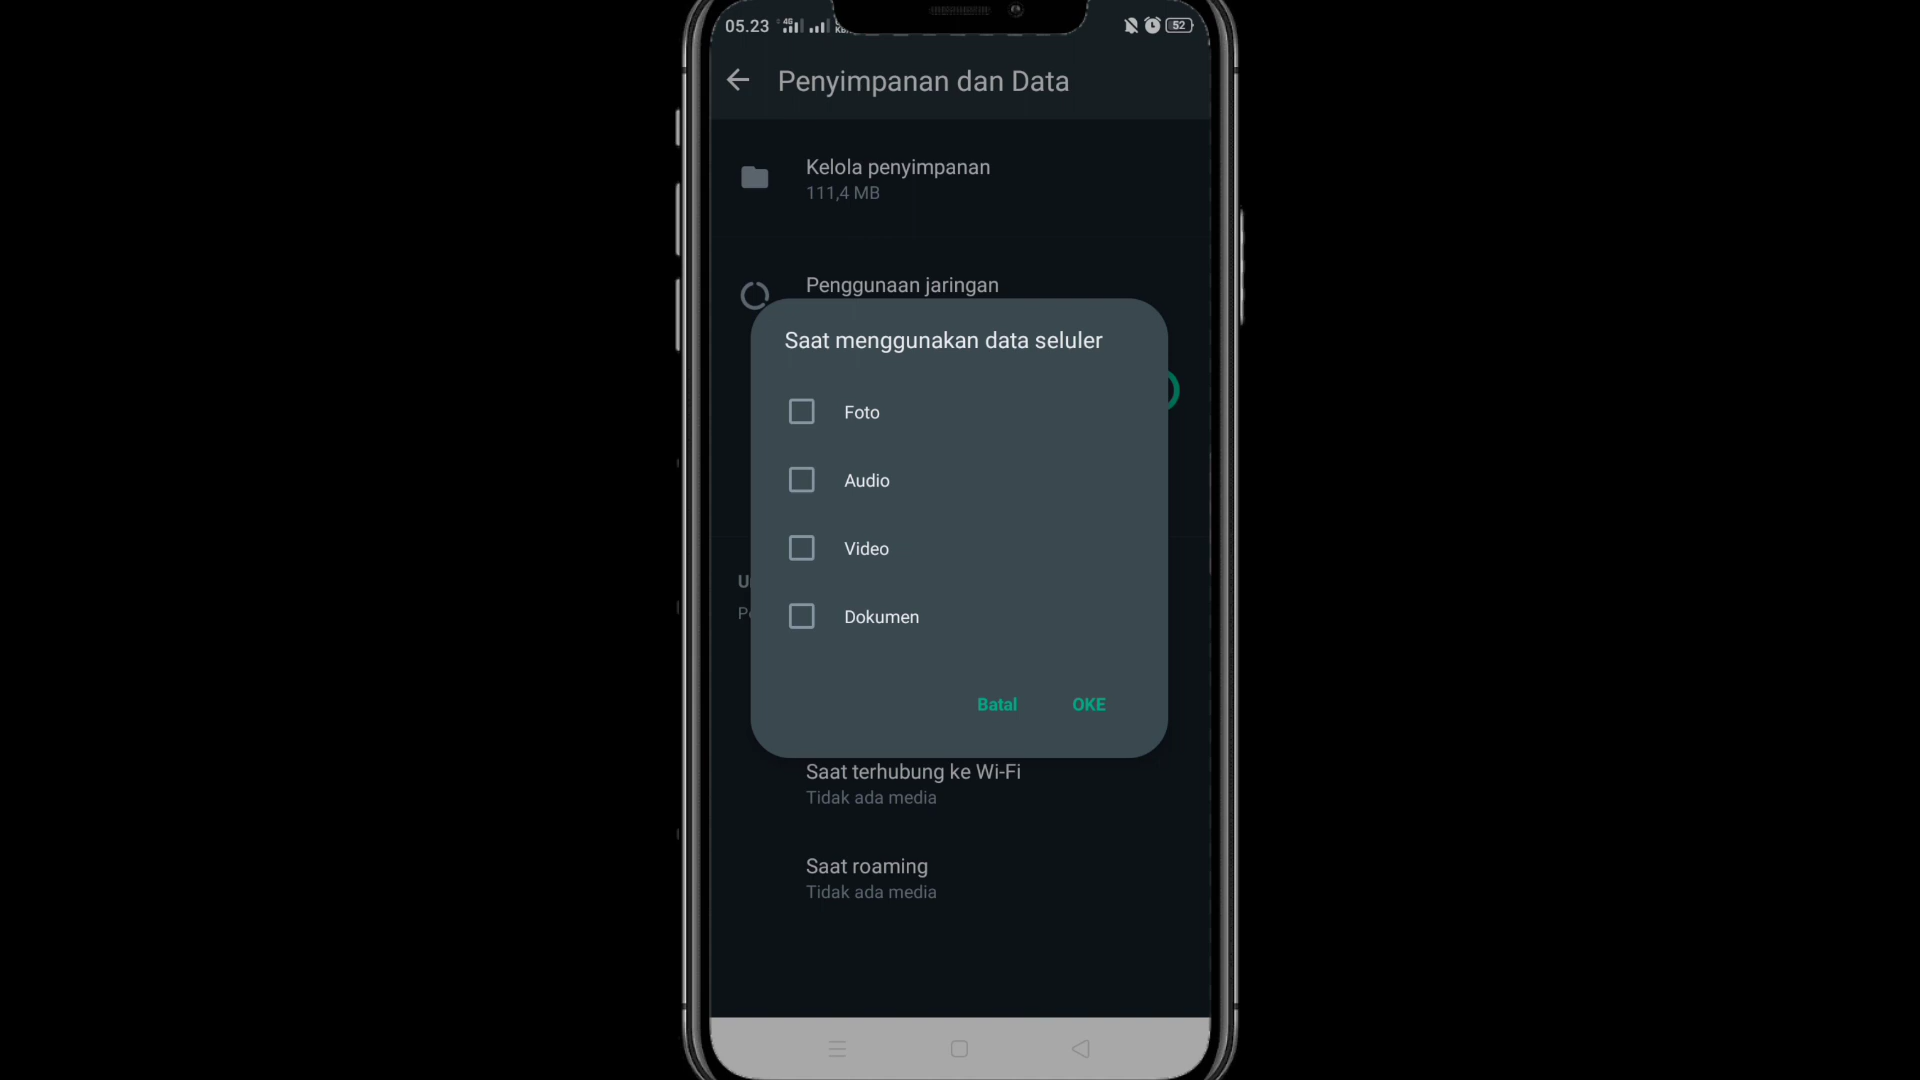 05.23 4G 52
Penyimpanan dan Data
Kelola penyimpanan
111,4 MB
Penggunaan jaringan
Saat menggunakan data seluler
Foto
Audio
Video
Dokumen
Batal OKE
Saat terhubung ke Wi-Fi
Tidak ada media
Saat roaming
Tidak ada media